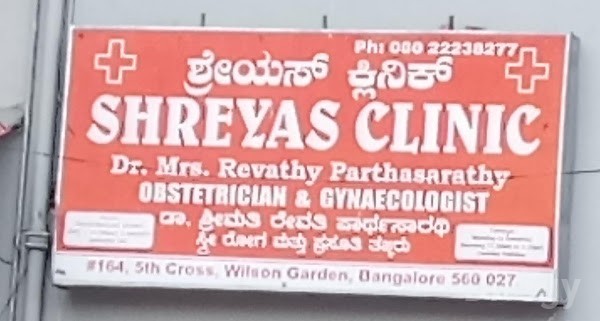 Ph: 080 22238277
ಶ್ರೇಯಸ್ ಕ್ಲಿನಿಕ್
SHREYAS CLINIC
Dr. Mrs. Revathy Parthasarathy
OBSTETRICIAN & GYNAECOLOGIST
ಡಾ. ಶ್ರೀಮತಿ ರೇವತಿ ಪಾರ್ಥಸಾರಥಿ
ಸ್ತ್ರೀ ರೋಗ ಮತ್ತು ಪ್ರಸೂತಿ ತಜ್ಞರು
#164, 5th Cross, Wilson Garden, Bangalore 560 027